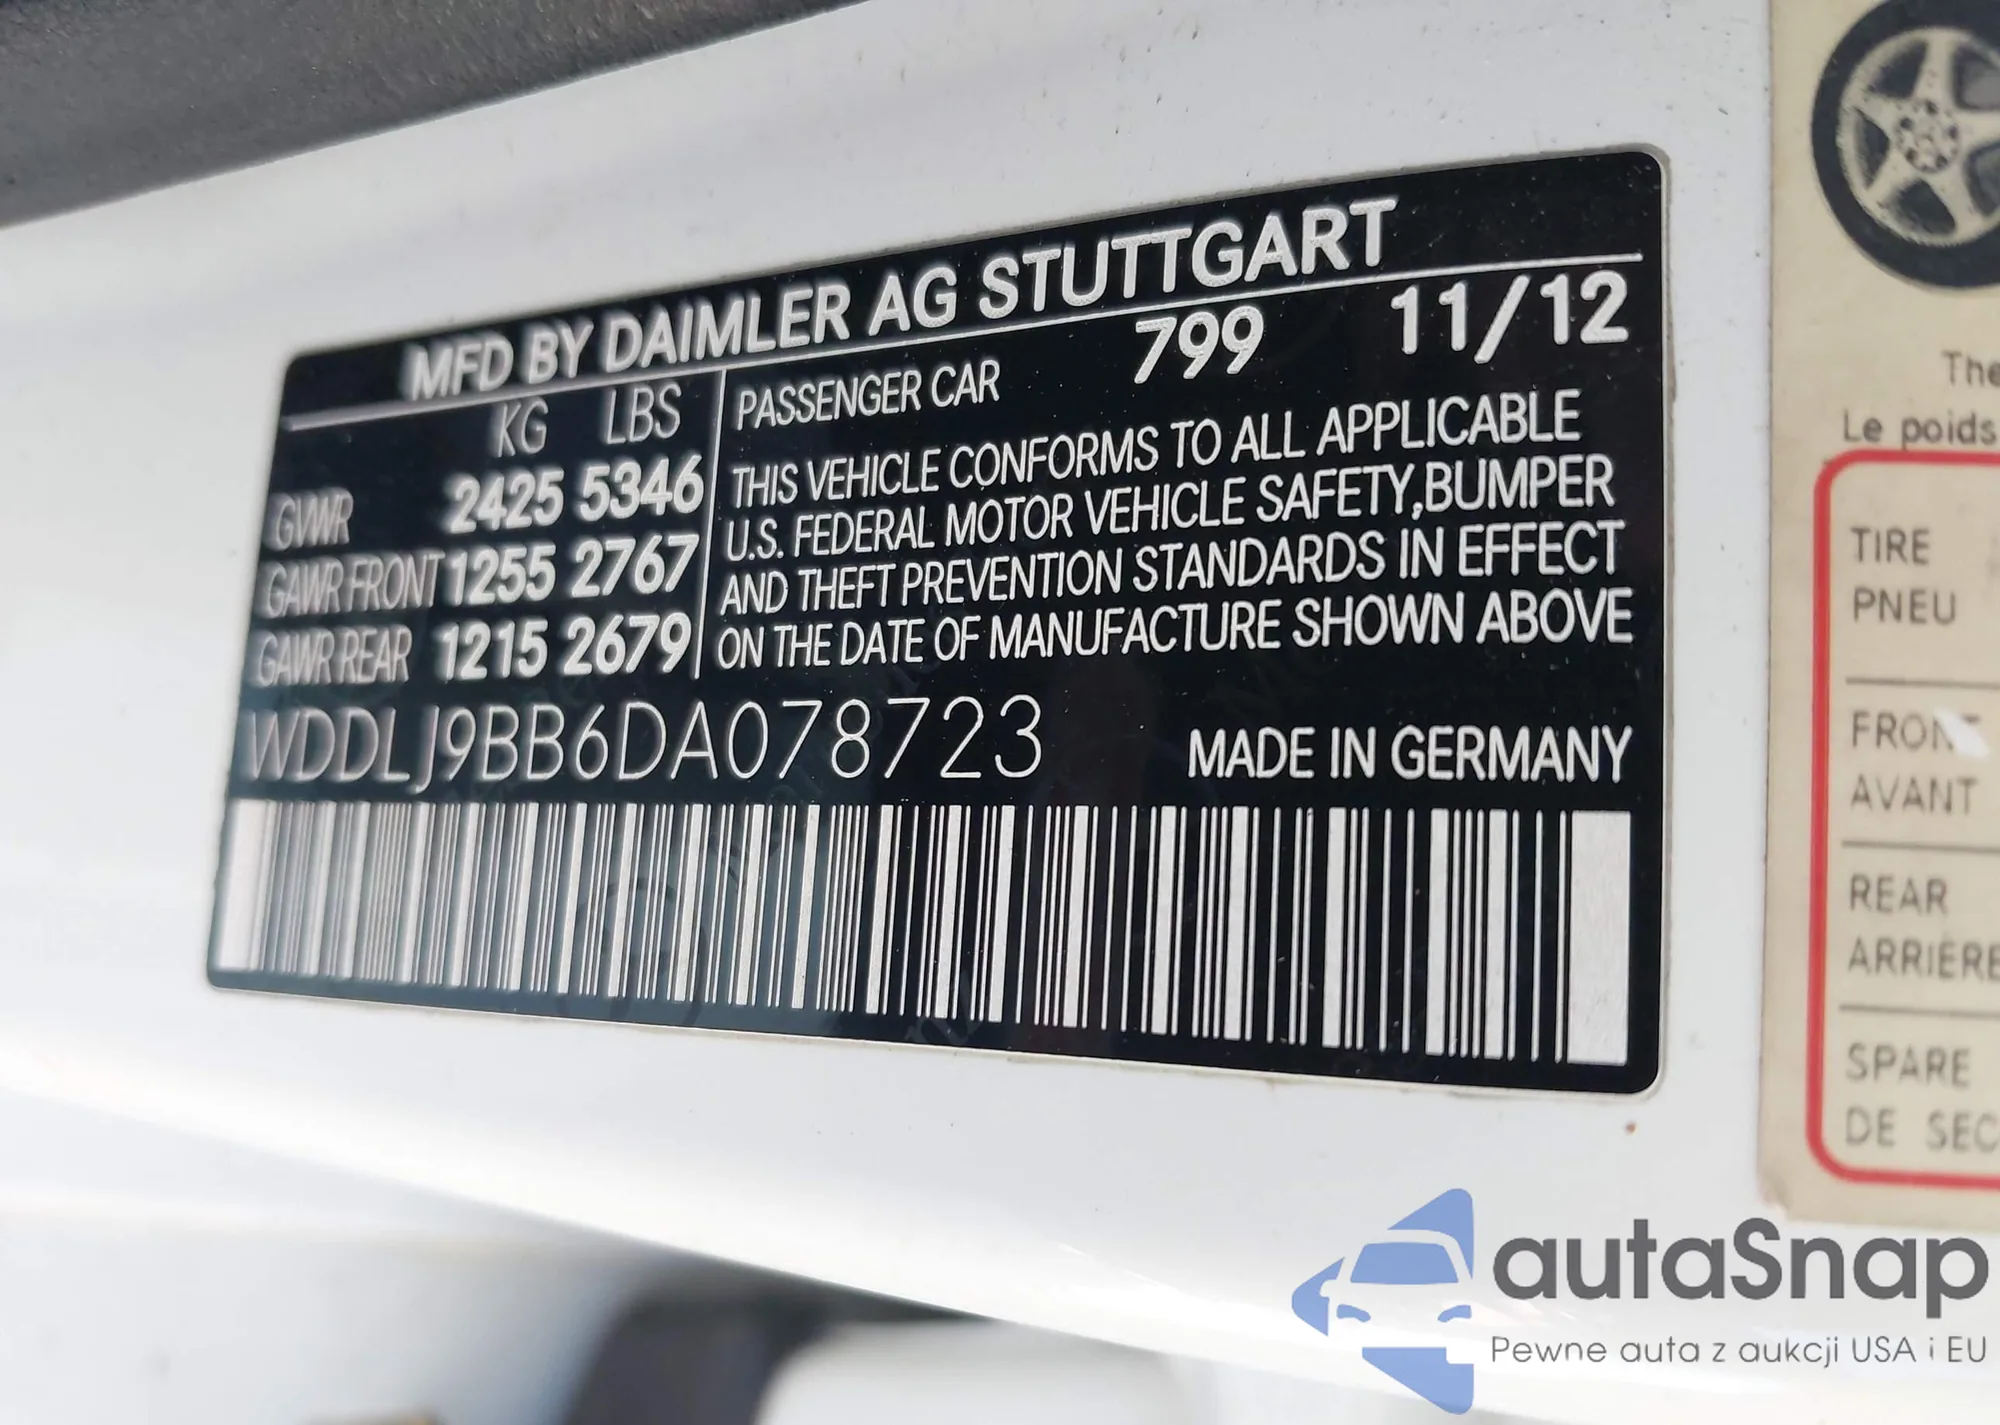 MFD BY DAIMLER AG STUTTGART
KG LBS
GVWR 2425 5346
GAWR FRONT 1255 2767
GAWR REAR 1215 2679
PASSENGER CAR 799 11/12
THIS VEHICLE CONFORMS TO ALL APPLICABLE
U.S. FEDERAL MOTOR VEHICLE SAFETY,BUMPER
AND THEFT PREVENTION STANDARDS IN EFFECT
ON THE DATE OF MANUFACTURE SHOWN ABOVE
WDDLJ9BB6DA078723
MADE IN GERMANY
The
Le poids
TIRE
PNEU
FRONT
AVANT
REAR
ARRIÈRE
SPARE
DE SEC
autaSnap
Pewne auta z aukcji USA i EU